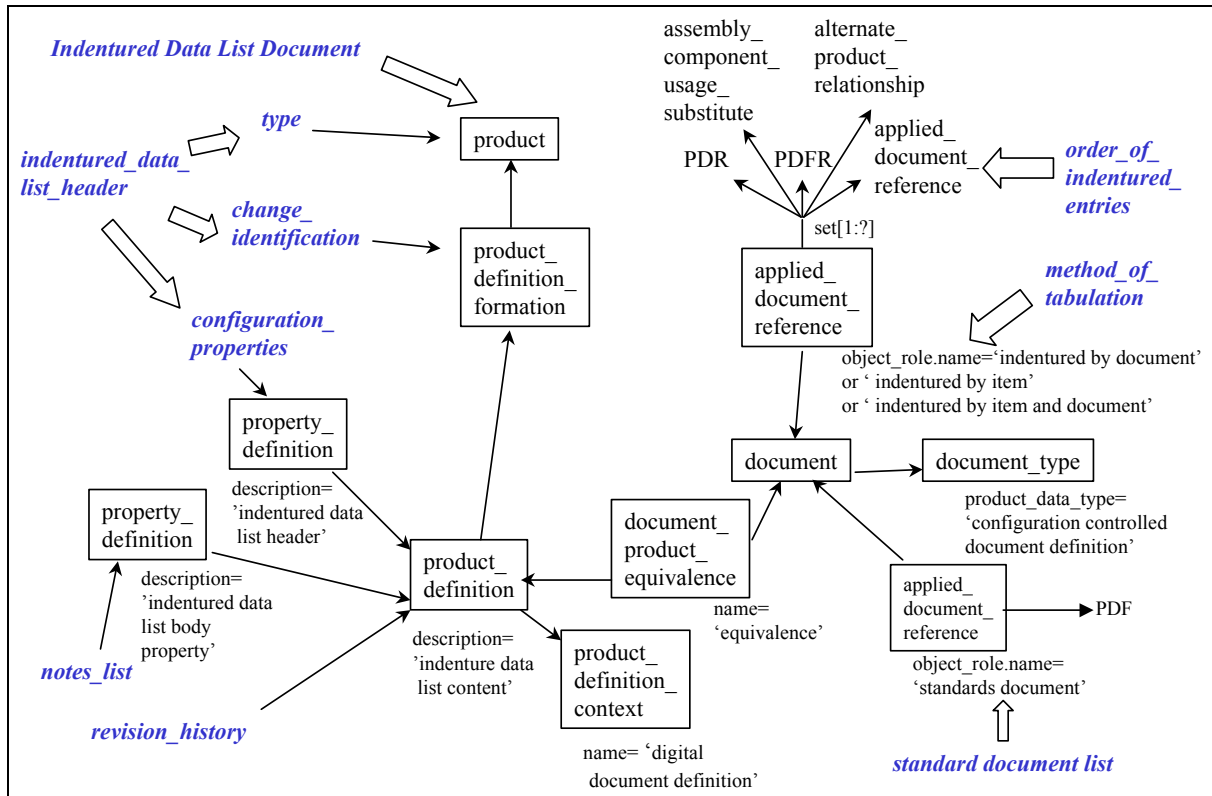 Indentured Data List Document
type
indentured_data_
list_header
change_
identification
configuration_
properties
product
product_
definition_
formation
assembly_
component_
usage_
substitute
alternate_
product_
relationship
PDR
PDFR
applied_
document_
reference
order_of_
indentured_
entries
set[1:?]
applied_
document_
reference
method_of_
tabulation
object_role.name=‘indentured by document’
or ‘ indentured by item’
or ‘ indentured by item and document’
property_
definition
description=
'indentured data
list header’
property_
definition
description=
'indentured data
list body
property’
notes_list
revision_history
product_
definition
description=
'indenture data
list content’
document_
product_
equivalence
name=
‘equivalence’
product_
definition_
context
name= ‘digital
document definition’
document
document_type
product_data_type=
‘configuration controlled
document definition’
applied_
document_
reference
PDF
object_role.name=
‘standards document’
standard document list